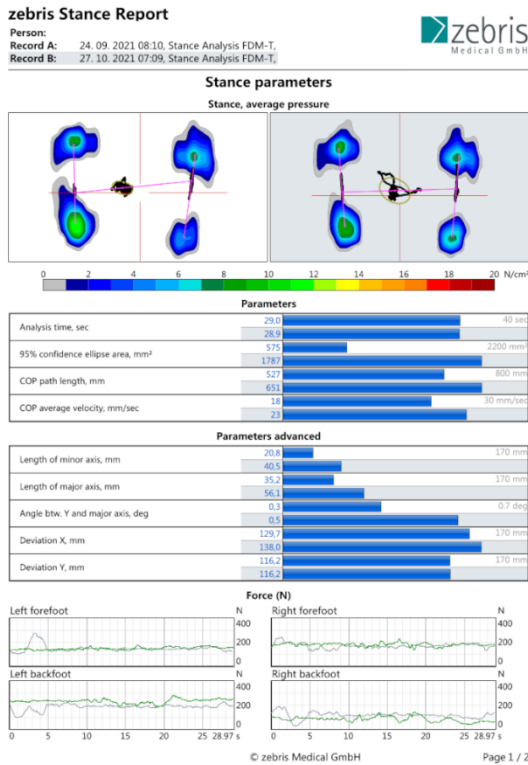 zebris Stance Report
Person:
Record A: 24. 09. 2021 08:10, Stance Analysis FDM-T,
Record B: 27. 10. 2021 07:09, Stance Analysis FDM-T,
zebris
Medical GmbH
Stance parameters
Stance, average pressure
0 2 4 6 8 10 12 14 16 18 20 N/cm²
Parameters
Analysis time, sec 29,0 40 sec
28,9
95% confidence ellipse area, mm² 575 2200 mm²
1787
COP path length, mm 527 800 mm
651
COP average velocity, mm/sec 18 30 mm/sec
23
Parameters advanced
Length of minor axis, mm 20,8 170 mm
40,5
Length of major axis, mm 35,2 170 mm
56,1
Angle btw. Y and major axis, deg 0,3 0.7 deg
0,5
Deviation X, mm 129,7 170 mm
138,0
Deviation Y, mm 116,2 170 mm
116,2
Force (N)
Left forefoot N
400
200
0
Right forefoot N
400
200
0
Left backfoot N
400
200
0
0 5 10 15 20 25 28.97 s
Right backfoot N
400
200
0
0 5 10 15 20 25 28.97 s
© zebris Medical GmbH
Page 1 / 2